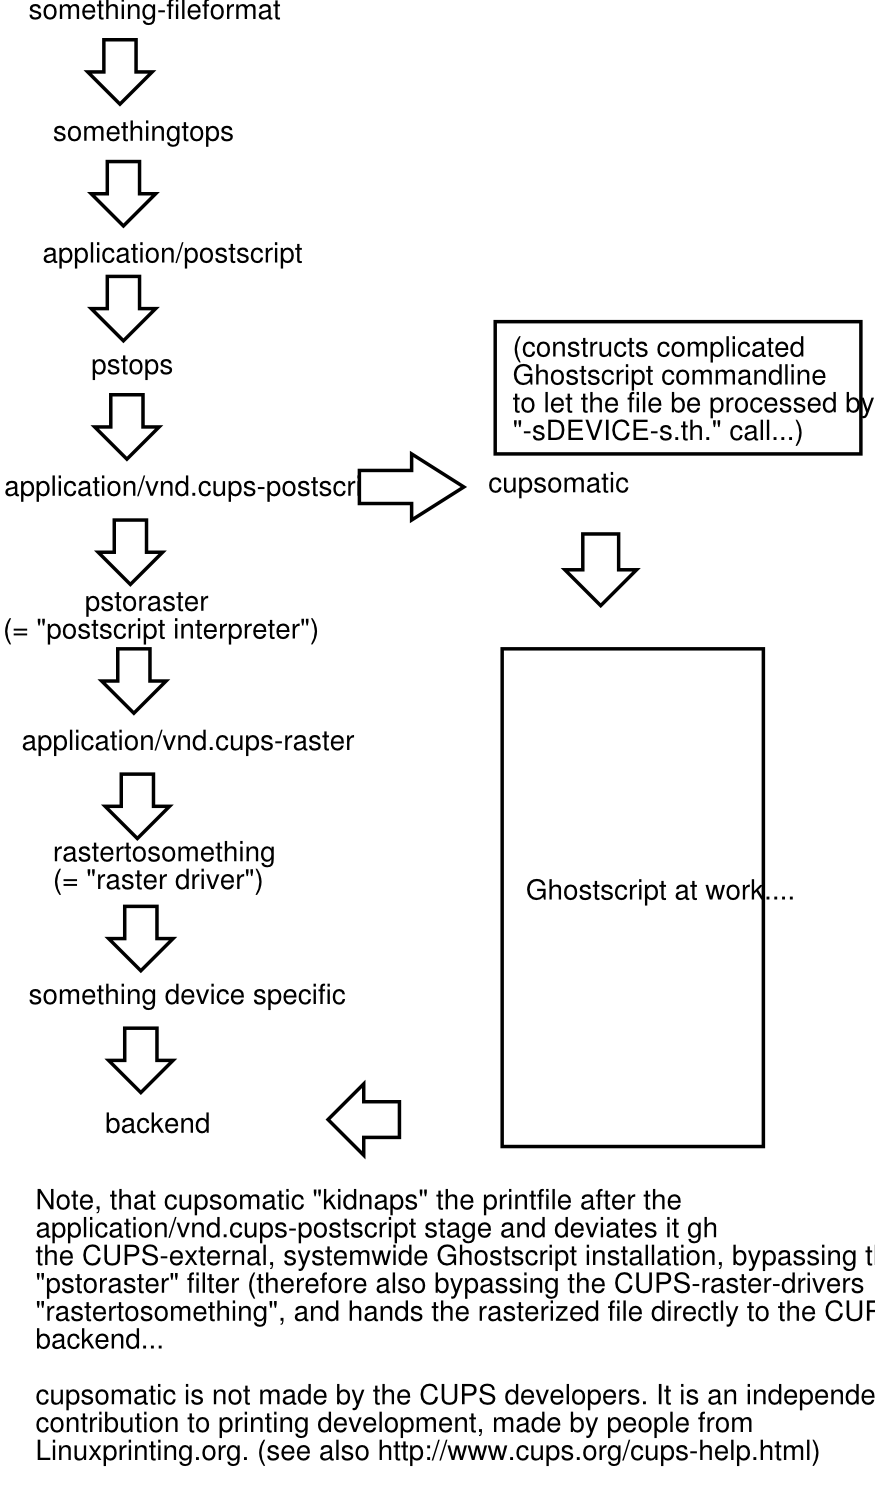 something-fileformat
somethingtops
application/postscript
pstops
(constructs complicated
Ghostscript commandline
to let the file be processed by
"-sDEVICE-s.th." call...)
application/vnd.cups-postscr
cupsomatic
pstoraster
(= "postscript interpreter")
application/vnd.cups-raster
rastertosomething
(= "raster driver")
Ghostscript at work....
something device specific
backend
Note, that cupsomatic "kidnaps" the printfile after the
application/vnd.cups-postscript stage and deviates it gh
the CUPS-external, systemwide Ghostscript installation, bypassing t
"pstoraster" filter (therefore also bypassing the CUPS-raster-drivers
"rastertosomething", and hands the rasterized file directly to the CUP
backend...
cupsomatic is not made by the CUPS developers. It is an independe
contribution to printing development, made by people from
Linuxprinting.org. (see also http://www.cups.org/cups-help.html)